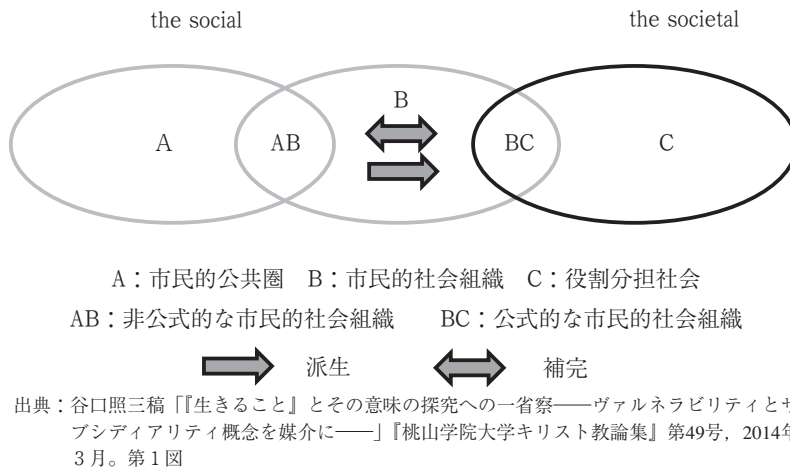 the social the societal
B
A AB BC C
A：市民的公共圏 B：市民的社会組織 C：役割分担社会
AB：非公式的な市民的社会組織 BC：公式的な市民的社会組織
派生 補完
出典：谷口照三稿「『生きること』とその意味の探究への一省察――ヴァルネラビリティとサ
ブシディアリティ概念を媒介に――」『桃山学院大学キリスト教論集』第49号，2014年
３月。第１図